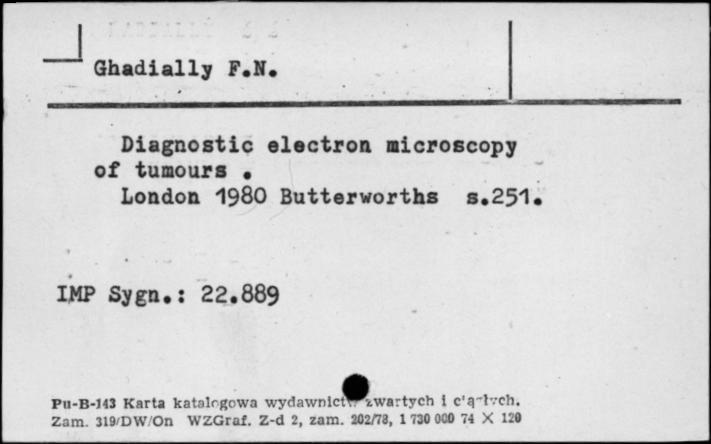 Ghadially F.N.
Diagnostic electron microscopy
of tumours .
London 1980 Butterworths s.251.
IMP Sygn.: 22.889
Pu-B-143 Karta katalogowa wydawnictw zwartych i ciągłych.
Zam. 319/DW/On WZGraf. Z-d 2, zam. 202/78, 1 730 000 74 X 120